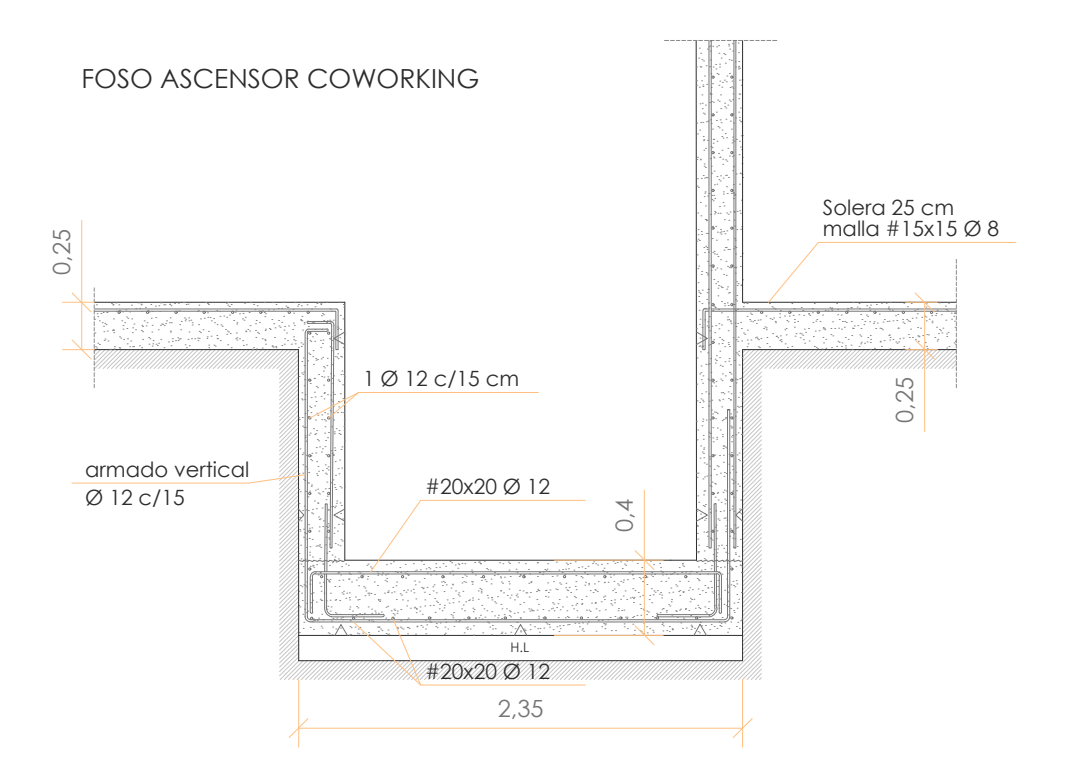 FOSO ASCENSOR COWORKING
Solera 25 cm
malla #15x15 Ø 8
0,25
1 Ø 12 c/15 cm
0,25
armado vertical
Ø 12 c/15
#20x20 Ø 12
0,4
H.L
#20x20 Ø 12
2,35